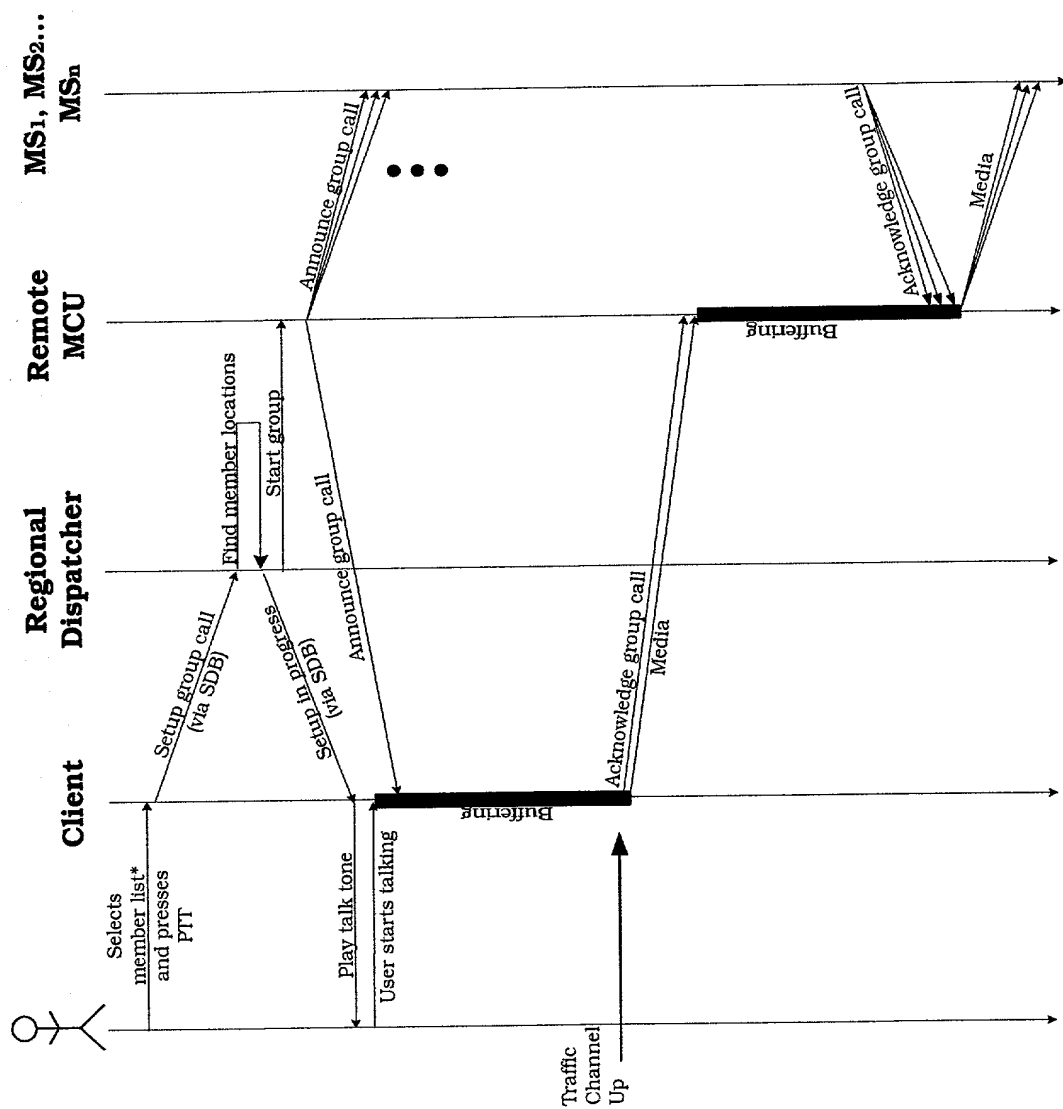 Client
Regional
Dispatcher
Remote
MCU
MS1, MS2...
MSn
Selects
member list*
and presses
PTT
Setup group call
(via SDB)
Find member locations
Start group
Setup in progress
(via SDB)
Announce group call
Announce group call
Play talk tone
User starts talking
Buffering
Traffic
Channel
Up
Acknowledge group call
Media
Buffering
Acknowledge group call
Media